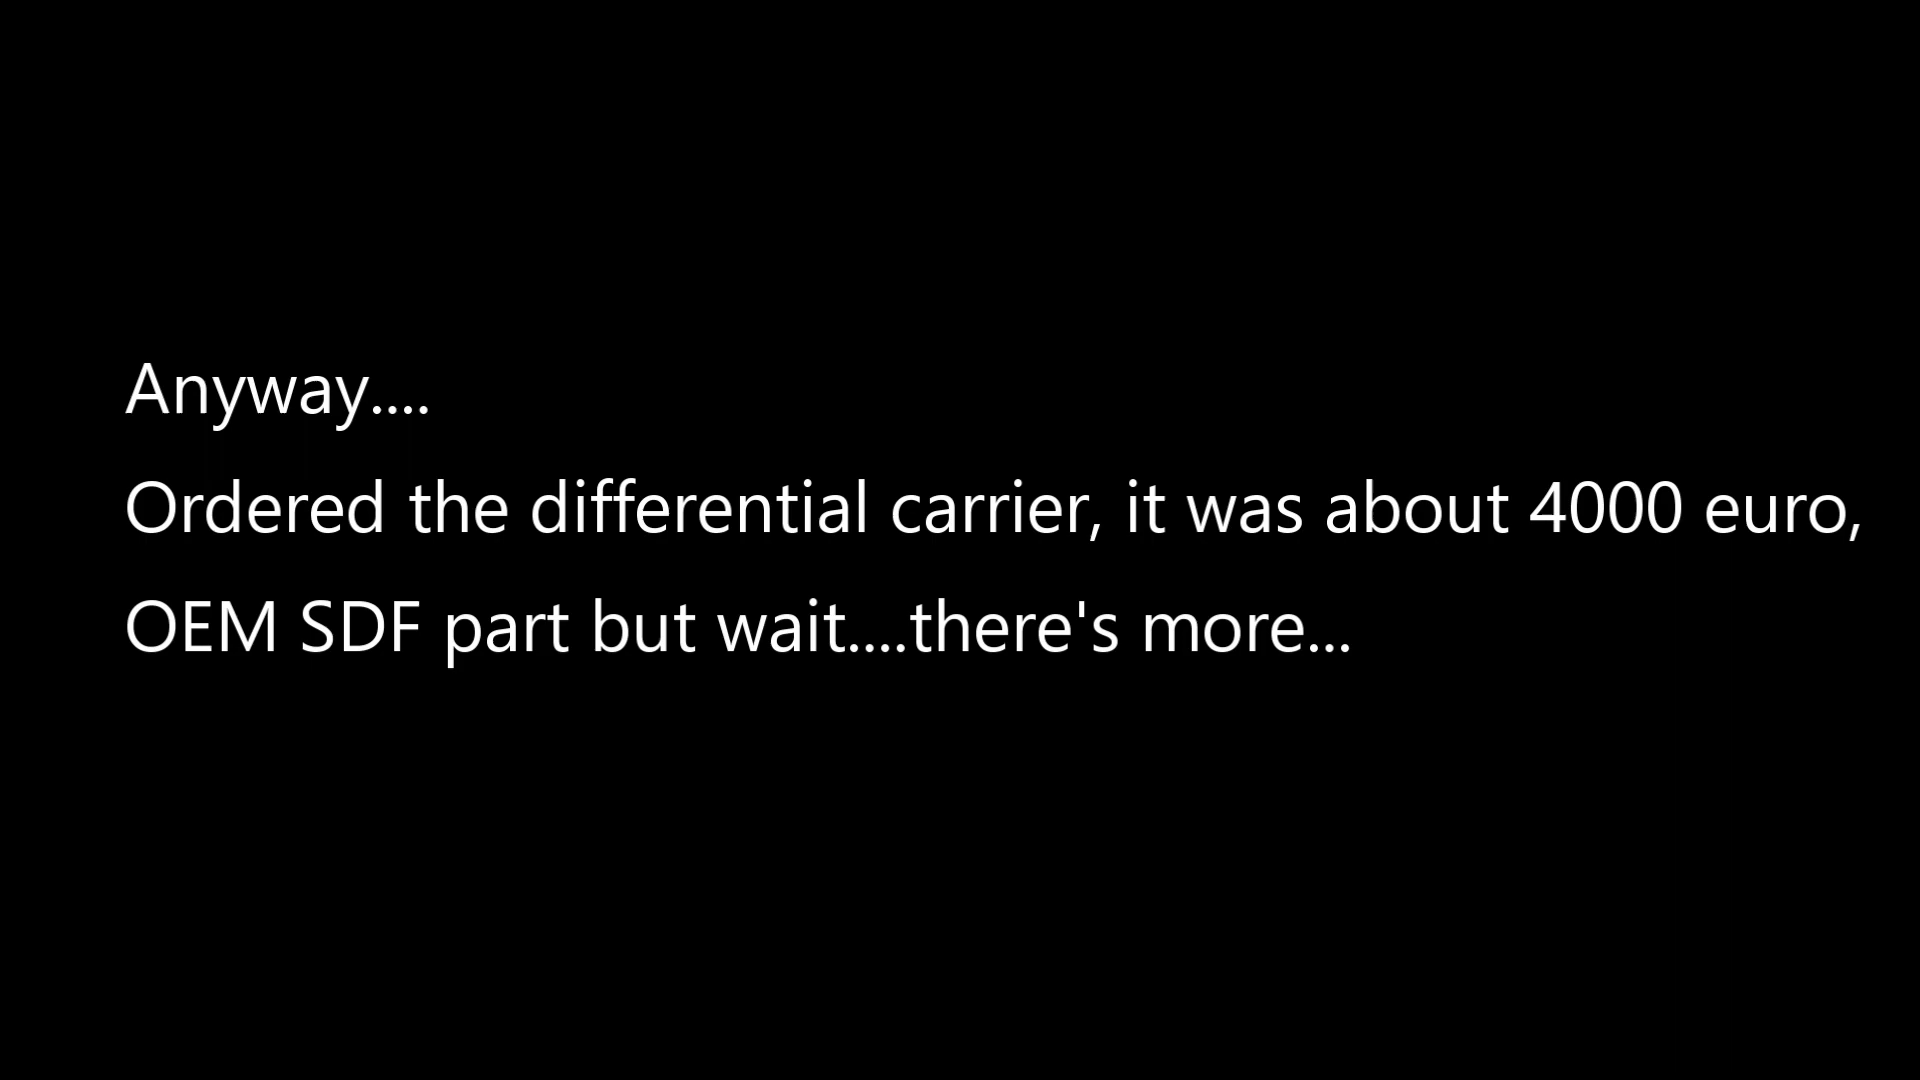 Anyway....
Ordered the differential carrier, it was about 4000 euro,
OEM SDF part but wait....there's more...